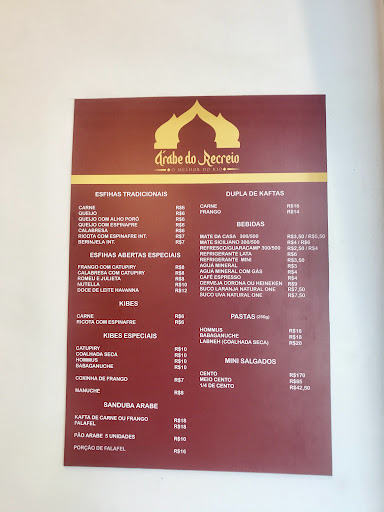 Árabe do Recreio
O MELHOR DO RIO
ESFIHAS TRADICIONAIS
CARNE R$6
QUEIJO R$6
QUEIJO COM ALHO PORÓ R$6
QUEIJO COM ESPINAFRE R$6
CALABRESA R$6
RICOTA COM ESPINAFRE INT. R$7
BERINJELA INT. R$7
ESFIHAS ABERTAS ESPECIAIS
FRANGO COM CATUPIRY R$8
CALABRESA COM CATUPIRY R$8
ROMEU E JULIETA R$8
NUTELLA R$10
DOCE DE LEITE HAVANNA R$12
KIBES
CARNE R$6
RICOTA COM ESPINAFRE R$6
KIBES ESPECIAIS
CATUPIRY R$10
COALHADA SECA R$10
HOMMUS R$10
BABAGANUCHE R$10
COXINHA DE FRANGO R$7
MANUCHE R$8
SANDUBA ARABE
KAFTA DE CARNE OU FRANGO R$18
FALAFEL R$18
PÃO ARABE 5 UNIDADES R$10
PORÇÃO DE FALAFEL R$16
DUPLA DE KAFTAS
CARNE R$16
FRANGO R$14
BEBIDAS
MATE DA CASA 300/500 R$3,50 / R$5,50
MATE SICILIANO 300/500 R$4 / R$6
REFRESCO(GUARACAMP 300/500 R$2,50 / R$4
REFRIGERANTE LATA R$6
REFRIGERANTE MINI R$3,50
AGUA MINERAL R$3
AGUA MINERAL COM GÁS R$4
CAFÉ EXPRESSO R$4
CERVEJA CORONA OU HEINEKEN R$9
SUCO LARANJA NATURAL ONE R$7,50
SUCO UVA NATURAL ONE R$7,50
PASTAS (250g)
HOMMUS R$16
BABAGANUCHE R$18
LABNEH (COALHADA SECA) R$20
MINI SALGADOS
CENTO R$170
MEIO CENTO R$85
1/4 DE CENTO R$42,50